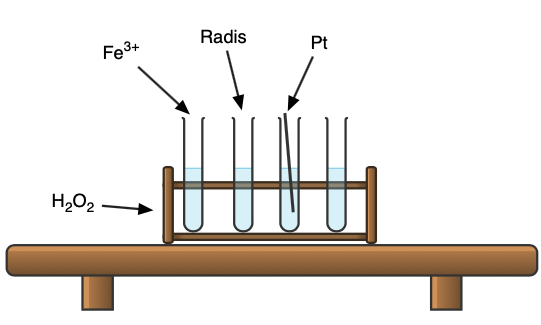 Fe³⁺
Radis
Pt
H₂O₂